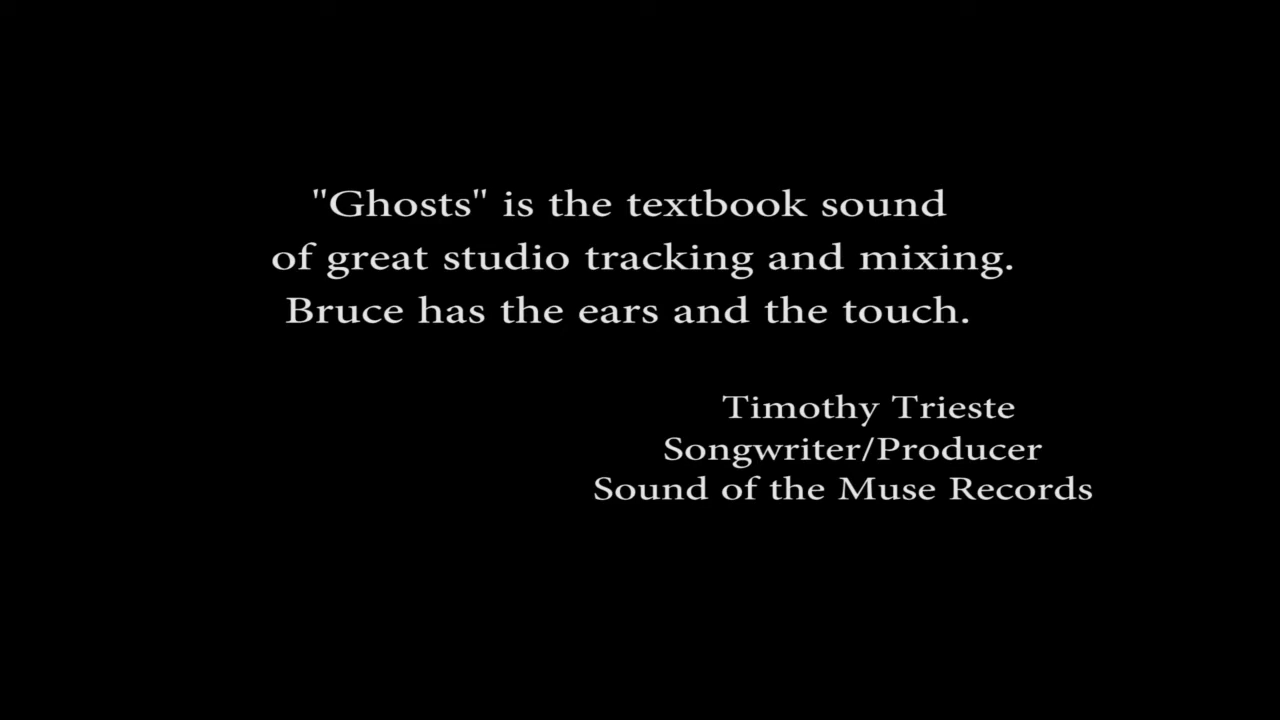 "Ghosts" is the textbook sound
of great studio tracking and mixing.
Bruce has the ears and the touch.
Timothy Trieste
Songwriter/Producer
Sound of the Muse Records